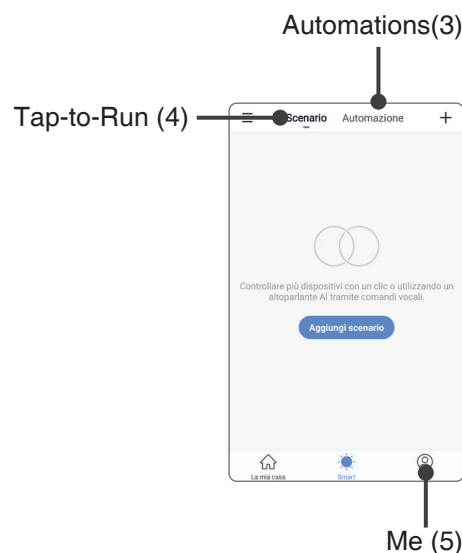 Automations(3)
Tap-to-Run (4)
Scenario Automazione +
Controllare più dispositivi con un clic o utilizzando un
altoparlante AI tramite comandi vocali.
Aggiungi scenario
La mia casa Smart
Me (5)